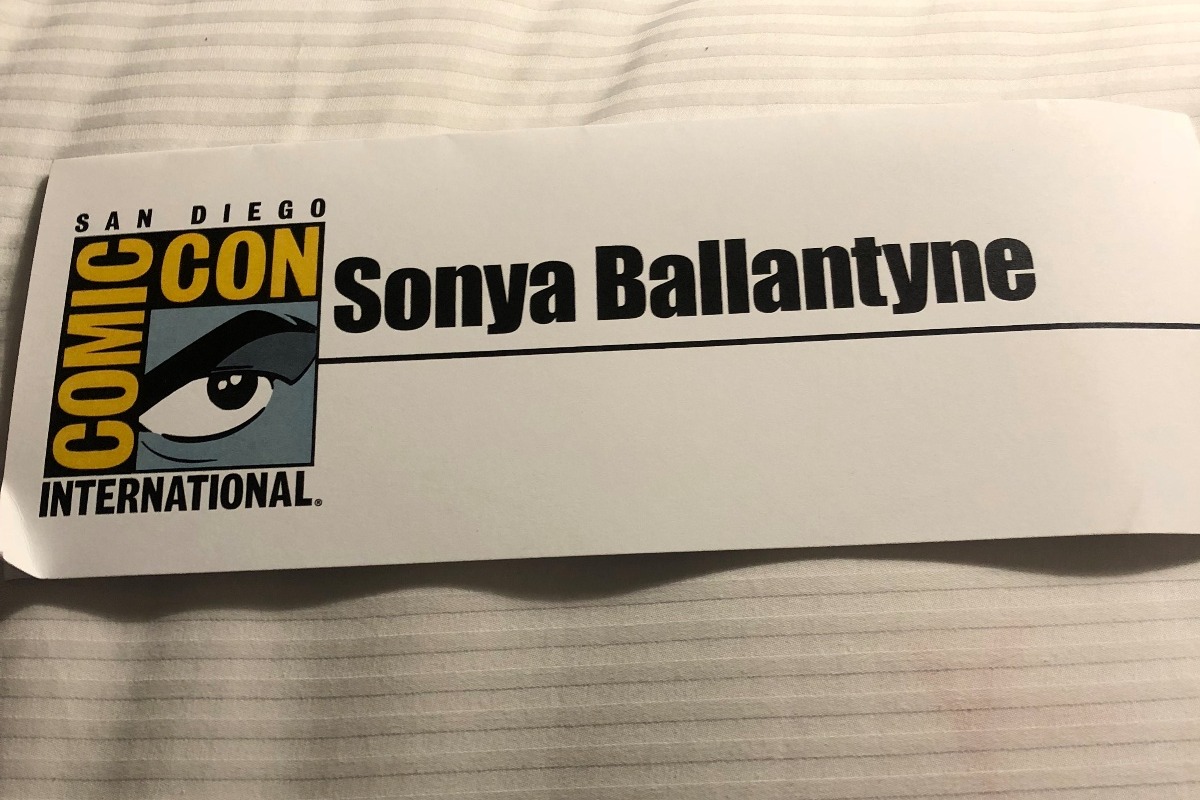 SAN DIEGO
COMIC CON
INTERNATIONAL®
Sonya Ballantyne